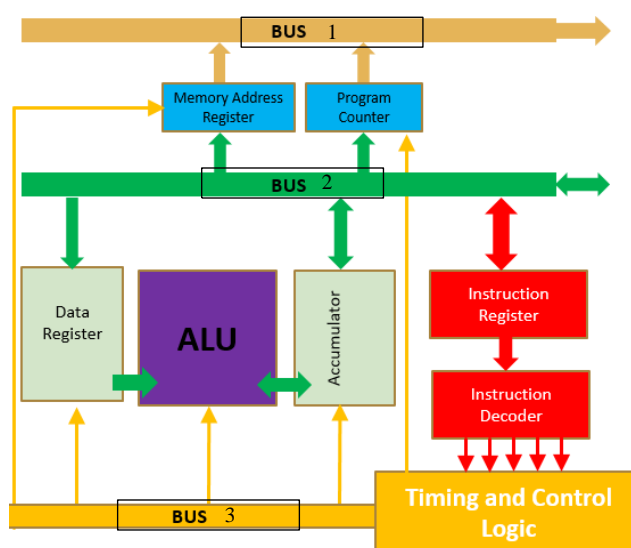 BUS 1
Memory Address
Register
Program
Counter
BUS 2
Data
Register
ALU
Accumulator
Instruction
Register
Instruction
Decoder
Timing and Control
Logic
BUS 3